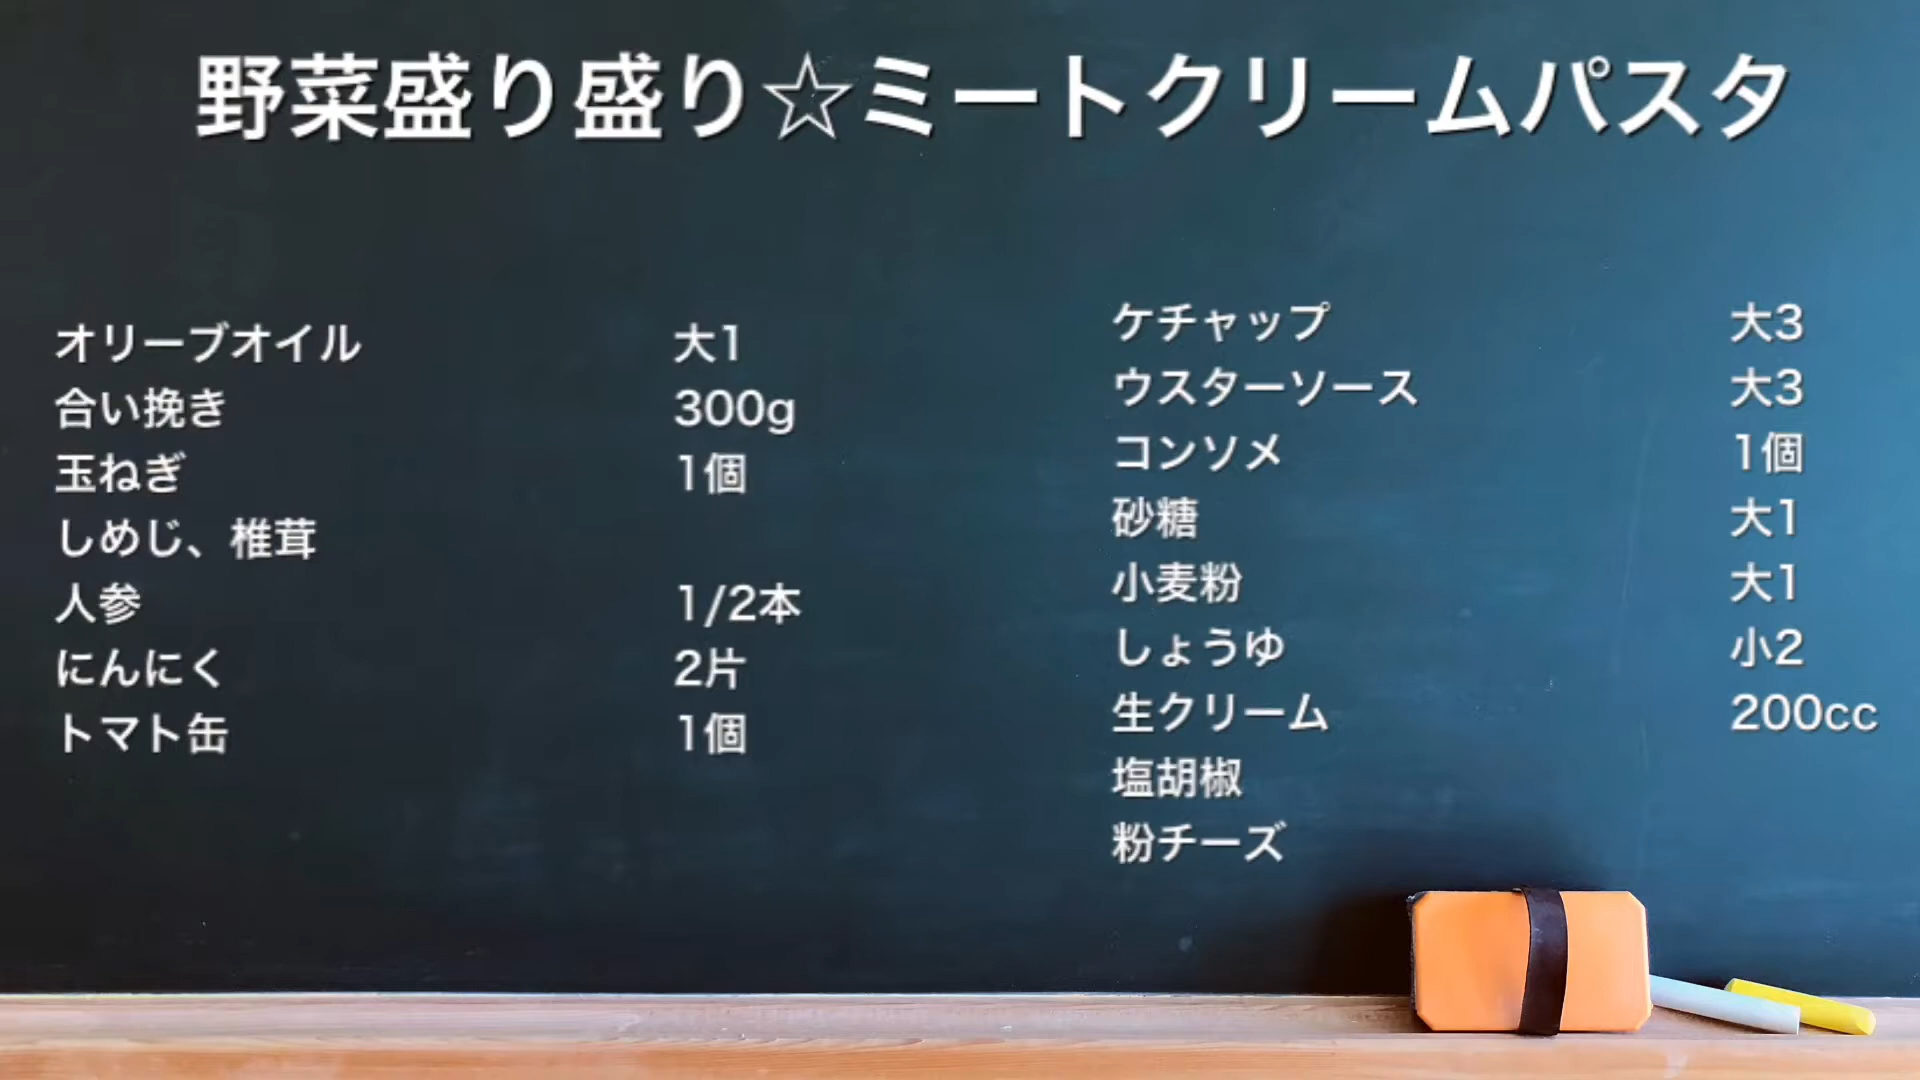 野菜盛り盛り☆ミートクリームパスタ
オリーブオイル 大1
合い挽き 300g
玉ねぎ 1個
しめじ、椎茸
人参 1/2本
にんにく 2片
トマト缶 1個
ケチャップ 大3
ウスターソース 大3
コンソメ 1個
砂糖 大1
小麦粉 大1
しょうゆ 小2
生クリーム 200cc
塩胡椒
粉チーズ